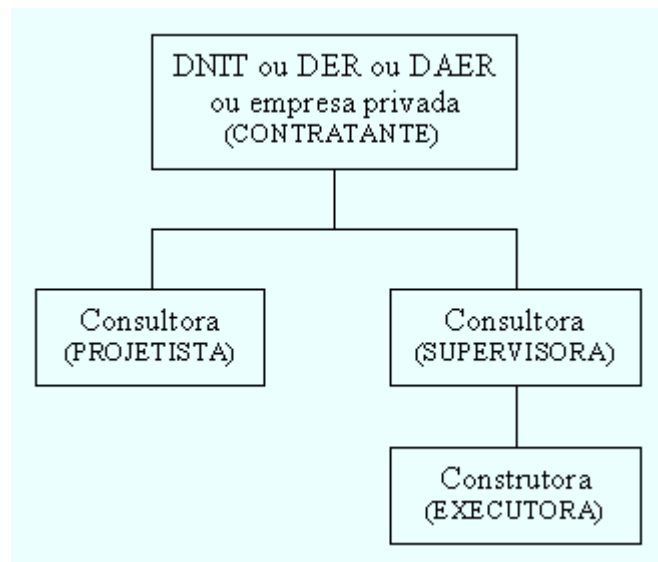 DNIT ou DER ou DAER
ou empresa privada
(CONTRATANTE)
Consultora
(PROJETISTA)
Consultora
(SUPERVISORA)
Construtora
(EXECUTORA)